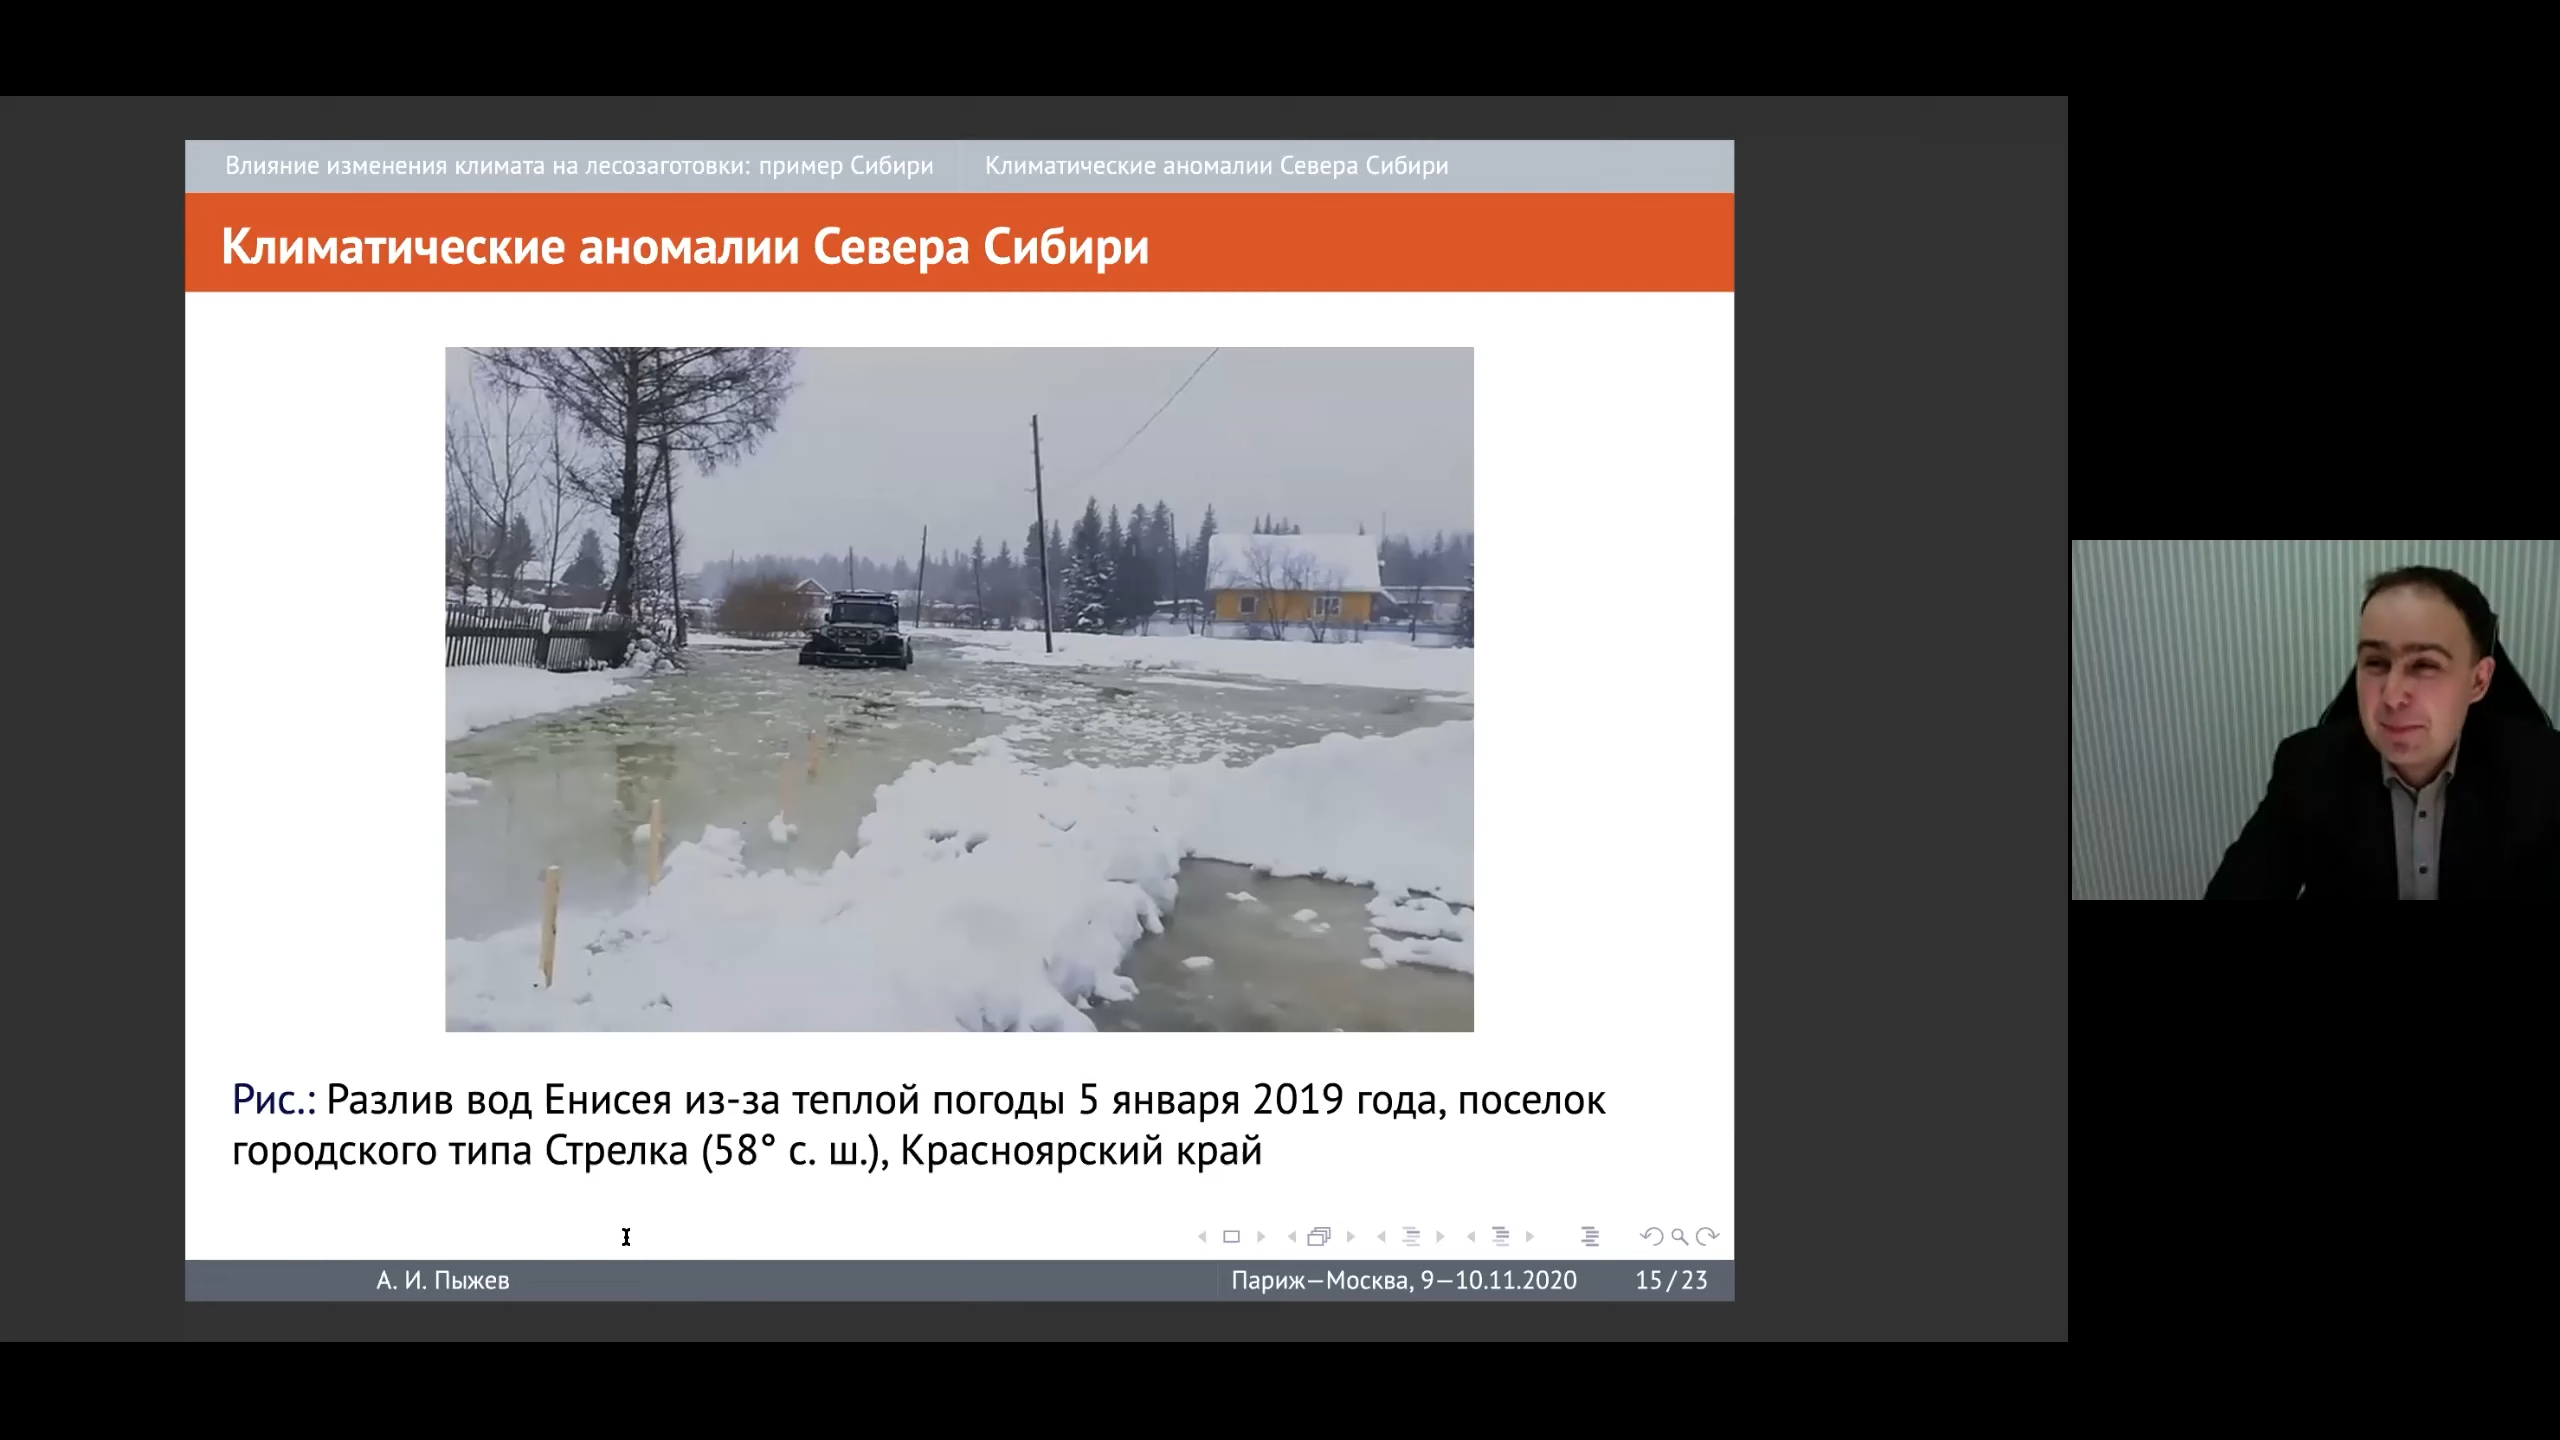 Влияние изменения климата на лесозаготовки: пример Сибири
Климатические аномалии Севера Сибири
Климатические аномалии Севера Сибири
Рис.: Разлив вод Енисея из-за теплой погоды 5 января 2019 года, поселок
городского типа Стрелка (58° с. ш.), Красноярский край
А. И. Пыжев
Париж—Москва, 9—10.11.2020
15 / 23